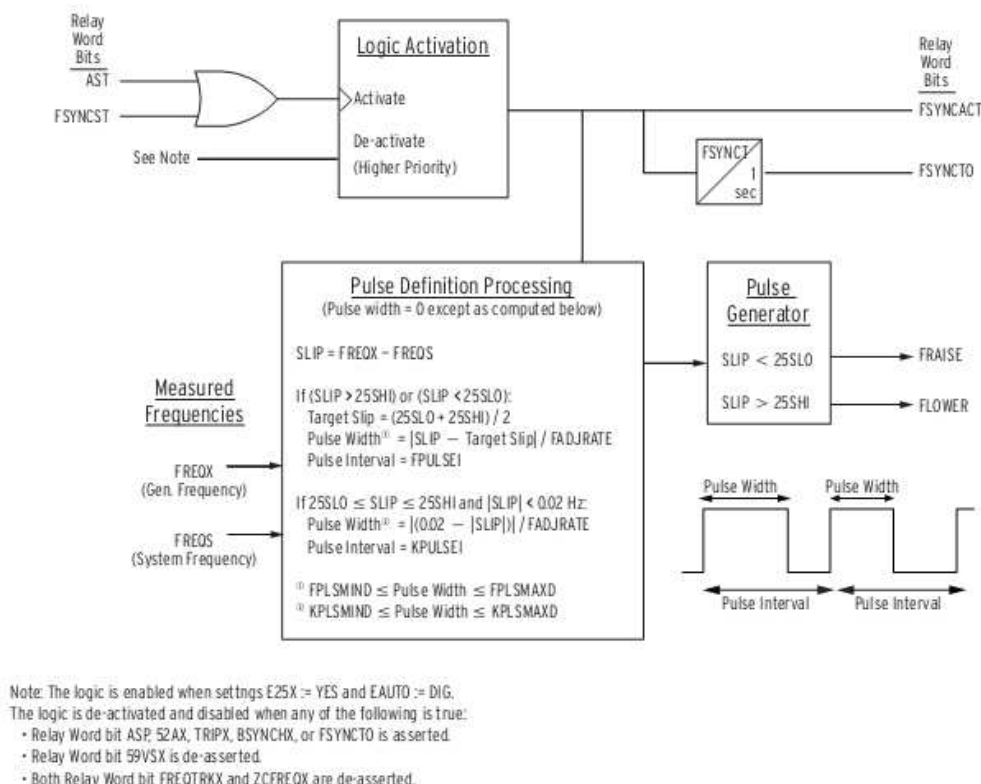 Relay
Word
Bits
AST
FSYNCST
See Note
Logic Activation
Activate
De-activate
(Higher Priority)
Relay
Word
Bits
FSYNCACT
FSYNCT
1
sec
FSYNCTO
Pulse Definition Processing
(Pulse width = 0 except as computed below)
SLIP = FREQX – FREQS
If (SLIP > 25SHI) or (SLIP < 25SLO):
Target Slip = (25SLO + 25SHI) / 2
Pulse Width① = |SLIP – Target Slip| / FADJRATE
Pulse Interval = FPULSEI
If 25SLO ≤ SLIP ≤ 25SHI and |SLIP| < 0.02 Hz:
Pulse Width② = |(0.02 – |SLIP|)| / FADJRATE
Pulse Interval = KPULSEI
① FPLSMIND ≤ Pulse Width ≤ FPLSMAXD
② KPLSMIND ≤ Pulse Width ≤ KPLSMAXD
Measured
Frequencies
FREQX
(Gen. Frequency)
FREQS
(System Frequency)
Pulse
Generator
SLIP < 25SLO
SLIP > 25SHI
FRAISE
FLOWER
Pulse Width
Pulse Width
Pulse Interval
Pulse Interval
Note: The logic is enabled when settngs E25X := YES and EAUTO := DIG.
The logic is de-activated and disabled when any of the following is true:
• Relay Word bit ASP, 52AX, TRIPX, BSYNCHX, or FSYNCTO is asserted.
• Relay Word bit 59VSX is de-asserted.
• Both Relay Word bit FREQTRKX and ZCFREQX are de-asserted.